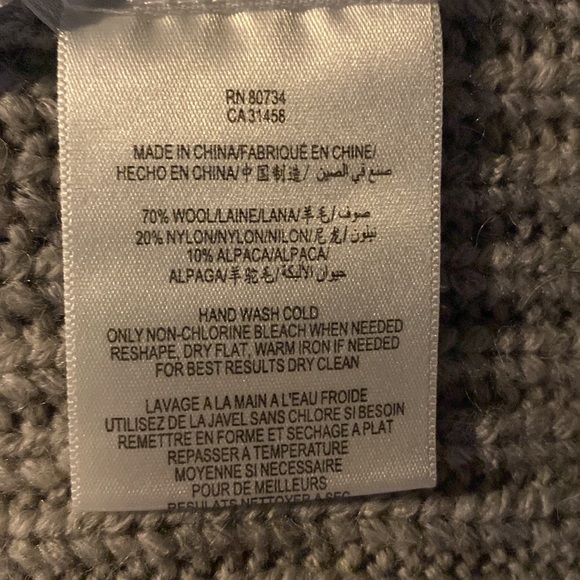 RN 80734
CA 31458
MADE IN CHINA/FABRIQUÉ EN CHINE/
HECHO EN CHINA/中国制造/ صنع في الصين
70% WOOL/LAINE/LANA/羊毛/صوف
20% NYLON/NYLON/NILON/尼龙/نيلون
10% ALPACA/ALPACA/
ALPAGA/羊驼毛/حيوان الألبكة
HAND WASH COLD
ONLY NON-CHLORINE BLEACH WHEN NEEDED
RESHAPE, DRY FLAT, WARM IRON IF NEEDED
FOR BEST RESULTS DRY CLEAN
LAVAGE A LA MAIN A L'EAU FROIDE
UTILISEZ DE LA JAVEL SANS CHLORE SI BESOIN
REMETTRE EN FORME ET SECHAGE A PLAT
REPASSER A TEMPERATURE
MOYENNE SI NECESSAIRE
POUR DE MEILLEURS
RESULATS NETTOYER A SEC